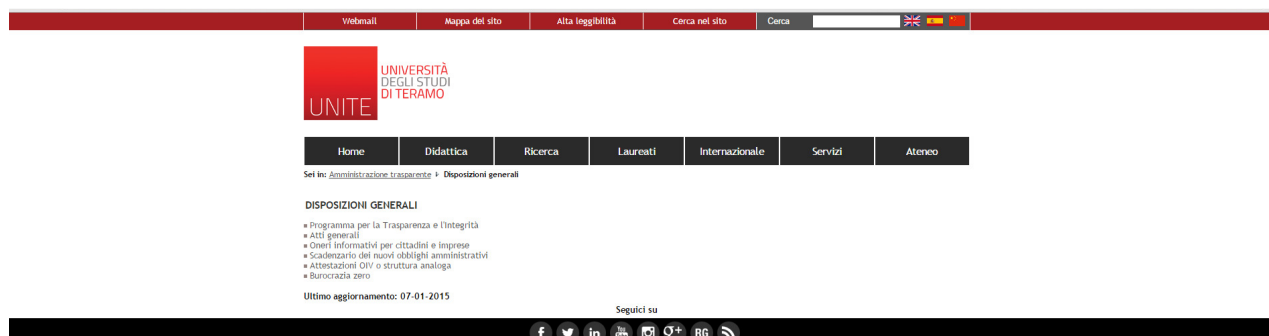 Webmail Mappa del sito Alta leggibilità Cerca nel sito Cerca
UNIVERSITÀ
DEGLI STUDI
DI TERAMO
UNITE
Home Didattica Ricerca Laureati Internazionale Servizi Ateneo
Sei in: Amministrazione trasparente Disposizioni generali
DISPOSIZIONI GENERALI
Programma per la Trasparenza e l'Integrità
Atti generali
Oneri informativi per cittadini e imprese
Scadenzario dei nuovi obblighi amministrativi
Attestazioni OIV o struttura analoga
Burocrazia zero
Ultimo aggiornamento: 07-01-2015
Seguici su
f in You g+ RG